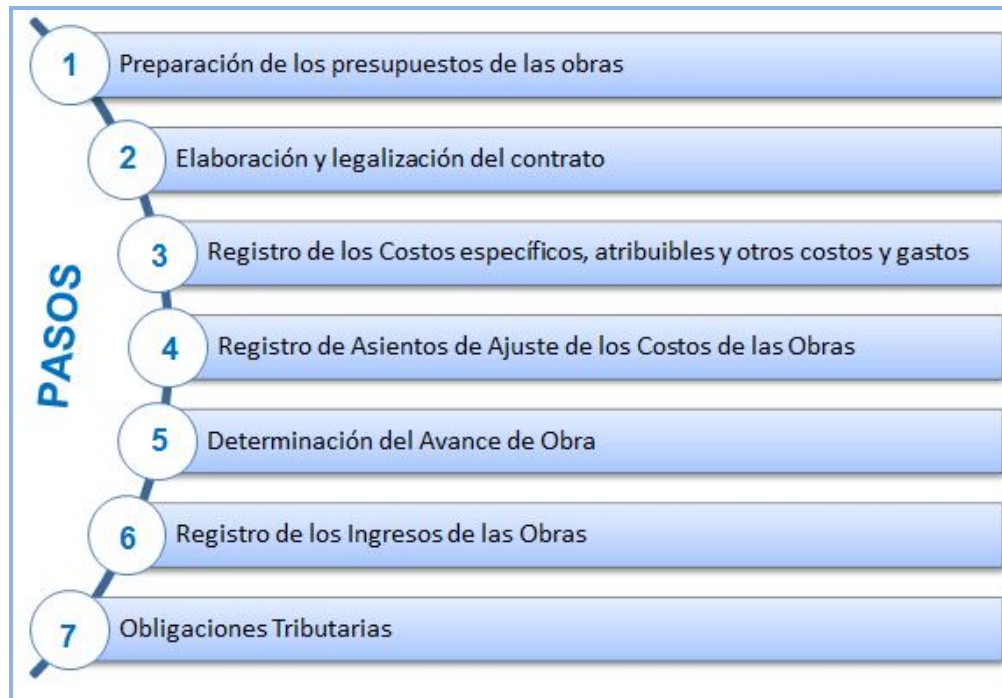 PASOS
1 Preparación de los presupuestos de las obras
2 Elaboración y legalización del contrato
3 Registro de los Costos específicos, atribuibles y otros costos y gastos
4 Registro de Asientos de Ajuste de los Costos de las Obras
5 Determinación del Avance de Obra
6 Registro de los Ingresos de las Obras
7 Obligaciones Tributarias